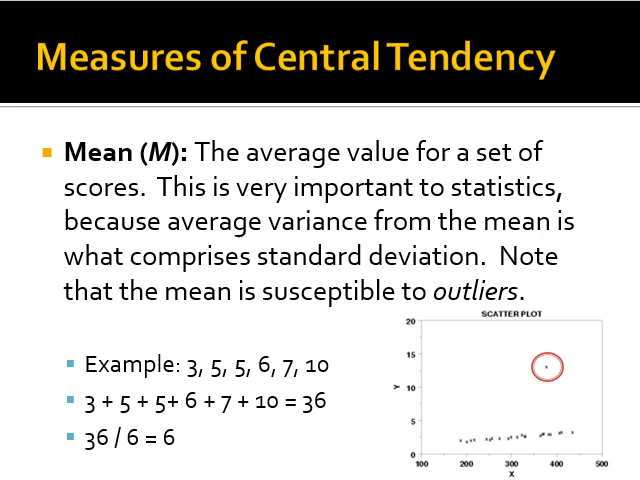 Measures of Central Tendency
Mean (M): The average value for a set of
scores. This is very important to statistics,
because average variance from the mean is
what comprises standard deviation. Note
that the mean is susceptible to outliers.
Example: 3, 5, 5, 6, 7, 10
3 + 5 + 5+ 6 + 7 + 10 = 36
36 / 6 = 6
SCATTER PLOT
20
15
10
5
0
Y
100 200 300 400 500
X